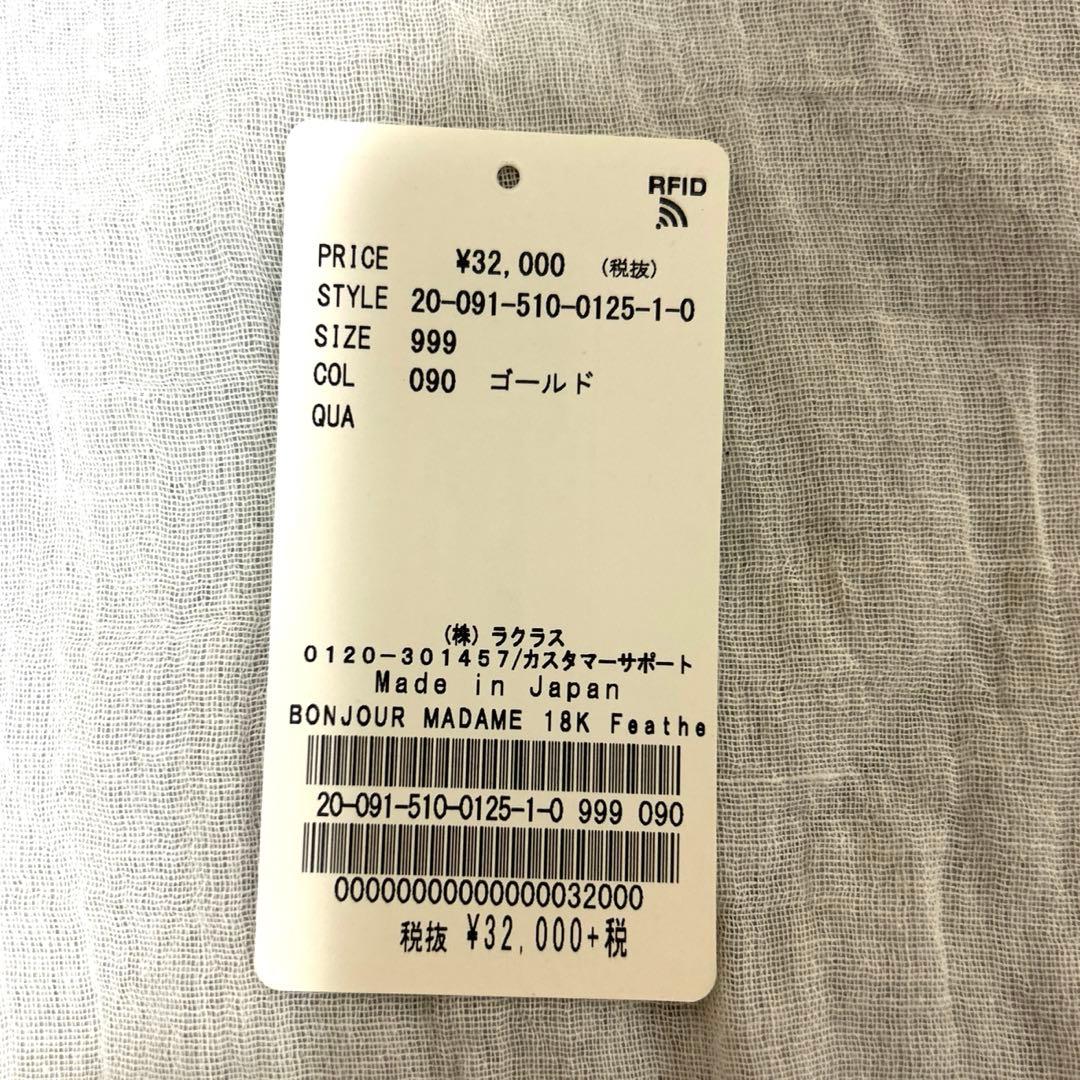 RFID
PRICE ¥32,000 (税抜)
STYLE 20-091-510-0125-1-0
SIZE 999
COL 090 ゴールド
QUA
(株) ラクラス
0120-301457/カスタマーサポート
Made in Japan
BONJOUR MADAME 18K Feathe
20-091-510-0125-1-0 999 090
00000000000000032000
税抜 ¥32,000+税